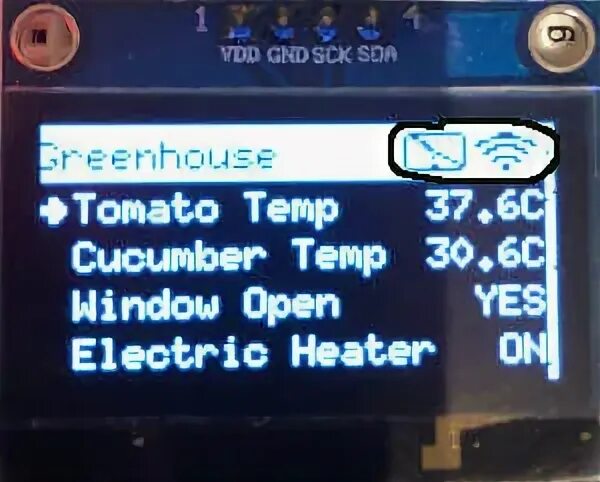 1 4
VDD GND SCK SDA
Greenhouse
Tomato Temp 37.6C
Cucumber Temp 30.6C
Window Open YES
Electric Heater ON